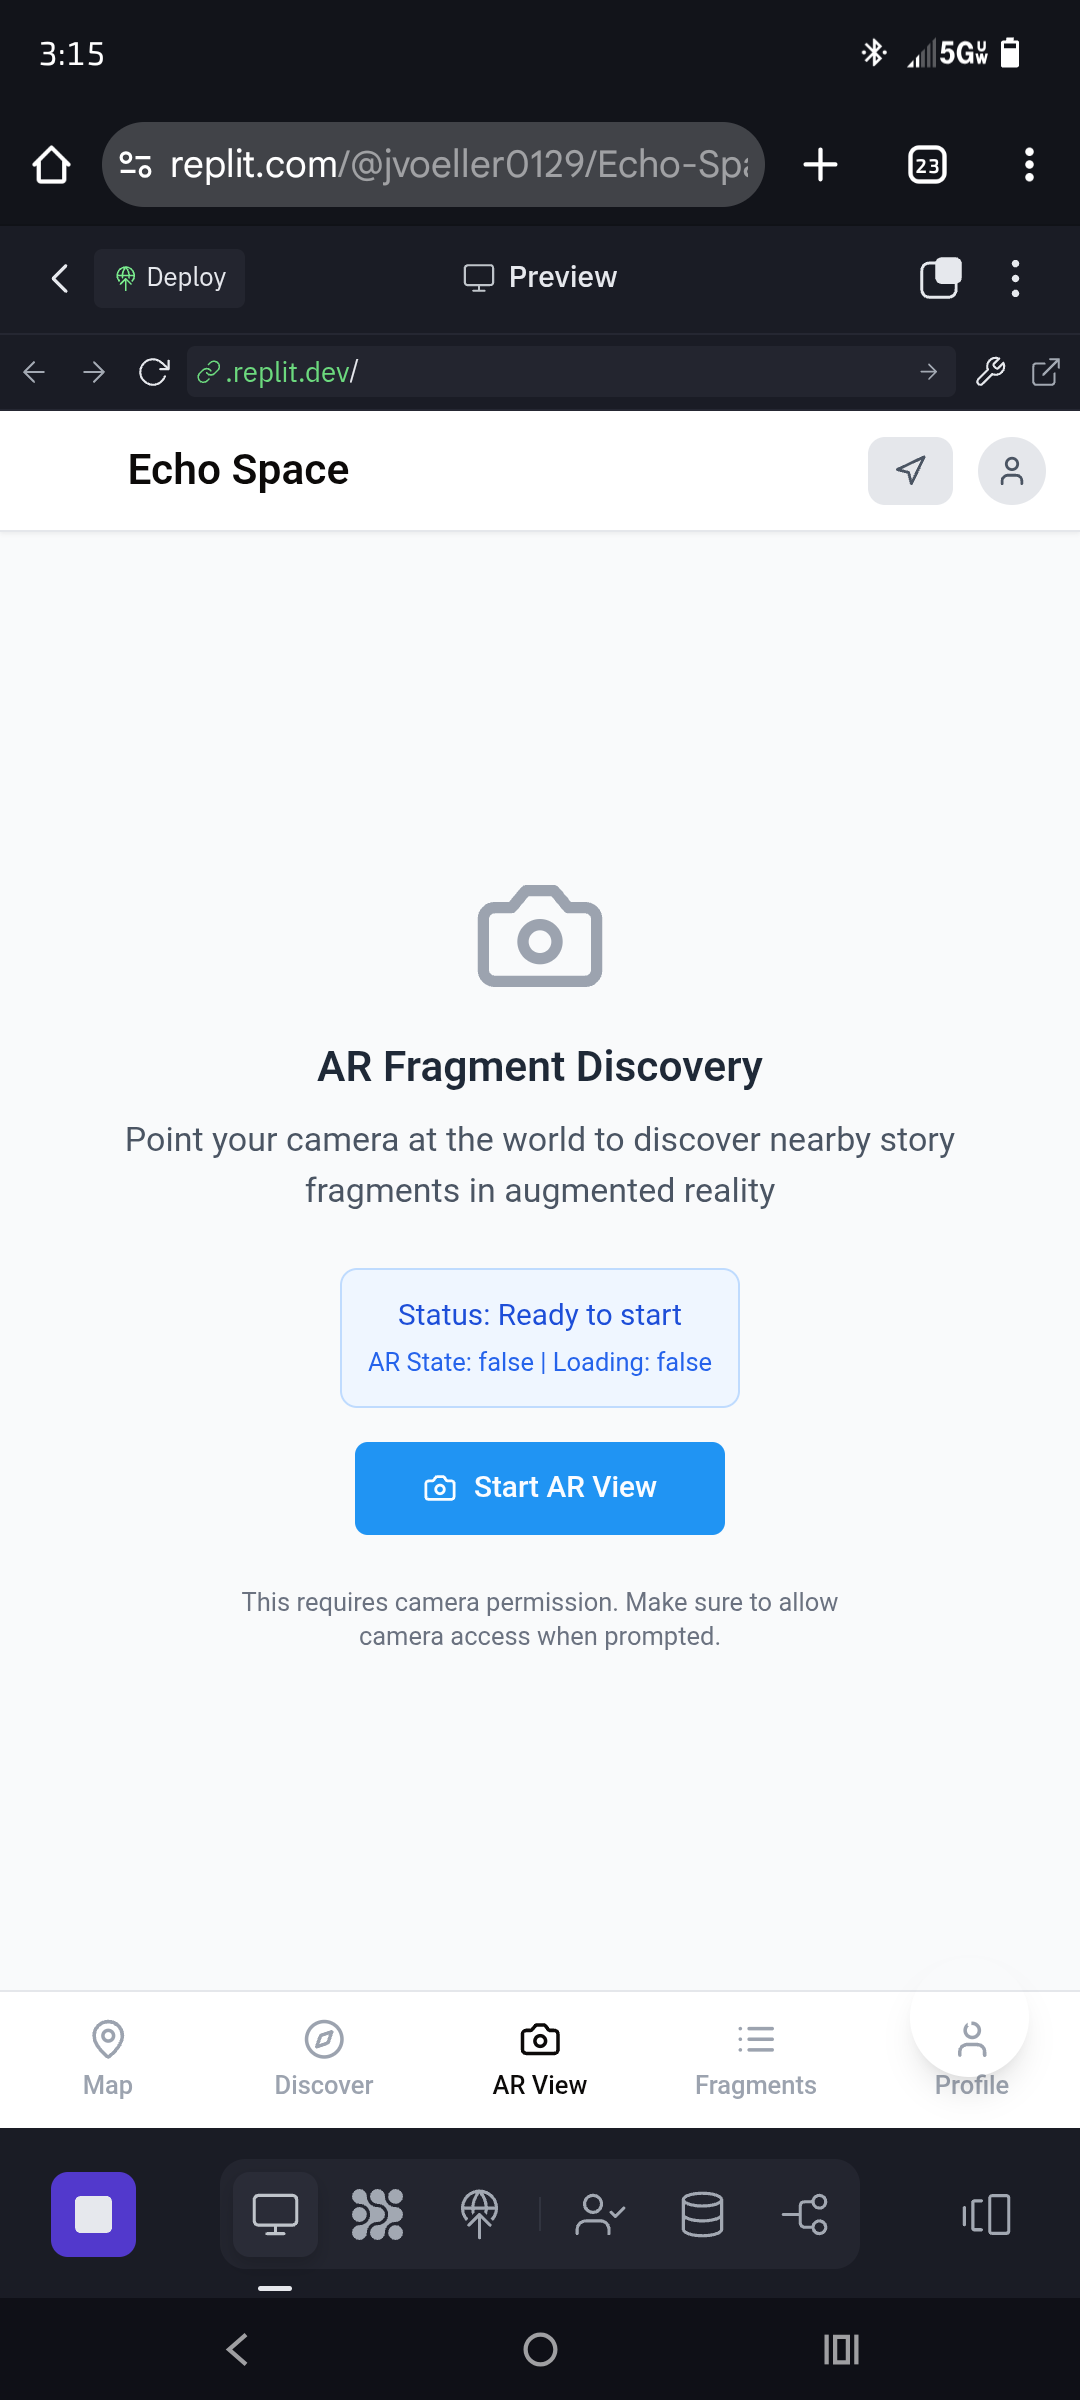 3:15
5G UW
replit.com/@jvoeller0129/Echo-Spa
23
Deploy
Preview
.replit.dev/
Echo Space
AR Fragment Discovery
Point your camera at the world to discover nearby story
fragments in augmented reality
Status: Ready to start
AR State: false | Loading: false
Start AR View
This requires camera permission. Make sure to allow
camera access when prompted.
Map
Discover
AR View
Fragments
Profile